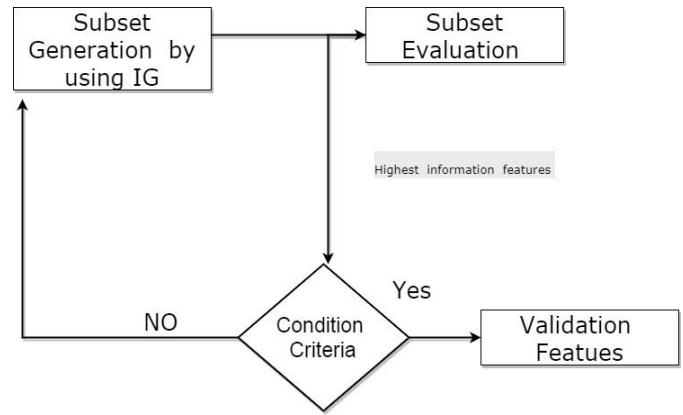 Subset
Generation by
using IG
Subset
Evaluation
Highest information features
Yes
NO
Condition
Criteria
Validation
Featues